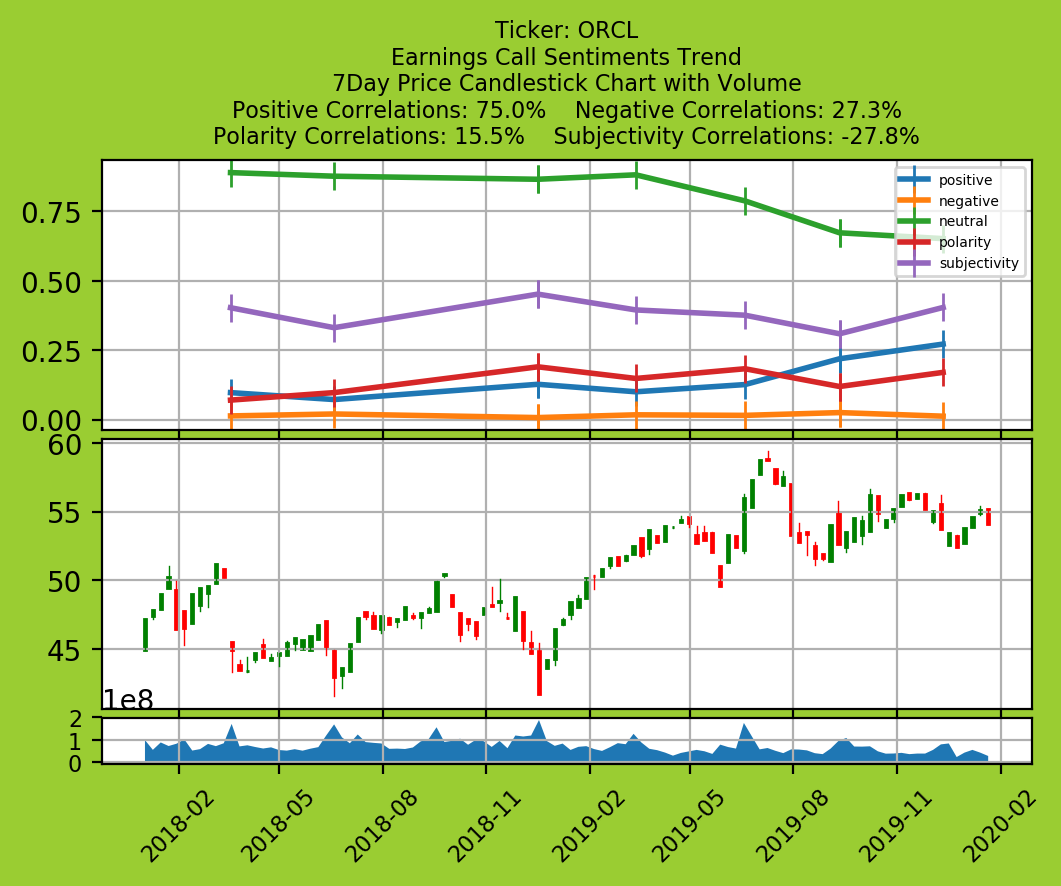 Ticker: ORCL
Earnings Call Sentiments Trend
7Day Price Candlestick Chart with Volume
Positive Correlations: 75.0%    Negative Correlations: 27.3%
Polarity Correlations: 15.5%    Subjectivity Correlations: -27.8%
positive
negative
neutral
polarity
subjectivity
0.75
0.50
0.25
0.00
60
55
50
45
1e8
2
1
0
2018-02 2018-05 2018-08 2018-11 2019-02 2019-05 2019-08 2019-11 2020-02